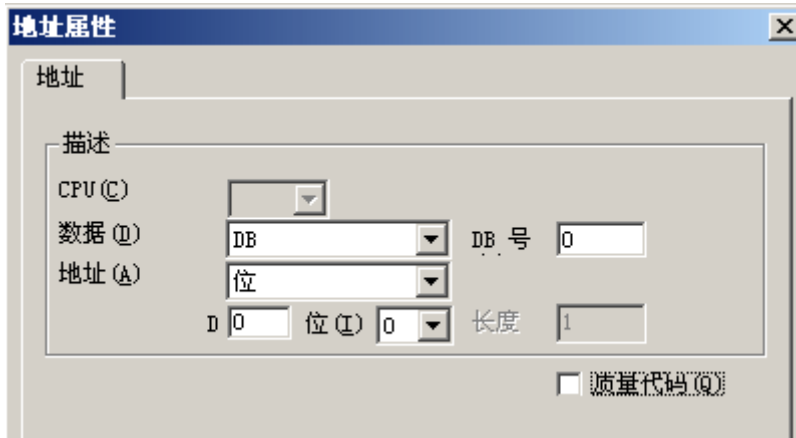 地址属性
地址
描述
CPU(C)
数据(D) DB DB 号 0
地址(A) 位
D 0 位(I) 0 长度 1
质量代码(Q)